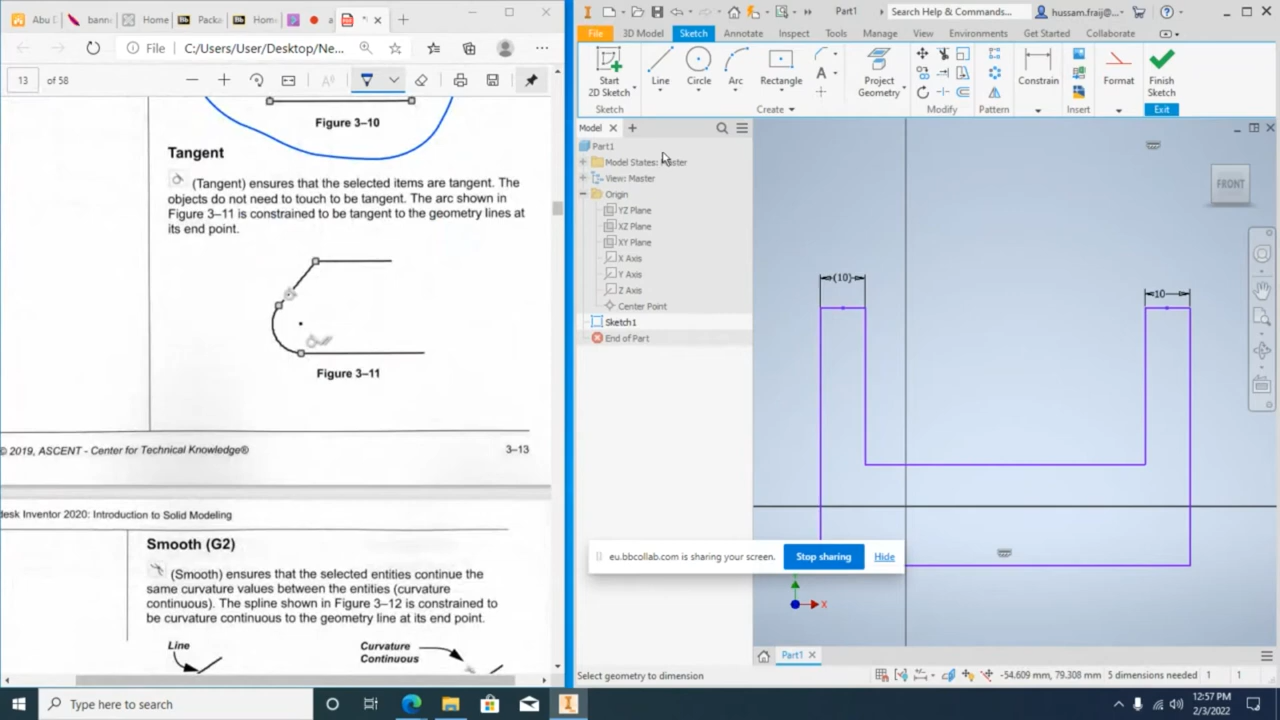 Abu D
bann
Home
Packa
Home
a
File
C:/Users/User/Desktop/Ne...
13 of 58
Figure 3–10
Tangent
(Tangent) ensures that the selected items are tangent. The
objects do not need to touch to be tangent. The arc shown in
Figure 3–11 is constrained to be tangent to the geometry lines at
its end point.
Figure 3–11
© 2019, ASCENT - Center for Technical Knowledge®
3–13
desk Inventor 2020: Introduction to Solid Modeling
Smooth (G2)
(Smooth) ensures that the selected entities continue the
same curvature values between the entities (curvature
continuous). The spline shown in Figure 3–12 is constrained to
be curvature continuous to the geometry line at its end point.
Line
Curvature
Continuous
Part1
Search Help & Commands...
hussam.fraij...
File
3D Model
Sketch
Annotate
Inspect
Tools
Manage
View
Environments
Get Started
Collaborate
Start
2D Sketch
Line
Circle
Arc
Rectangle
Project
Geometry
Constrain
Format
Finish
Sketch
Sketch
Create
Modify
Pattern
Insert
Exit
Model
Part1
Model States: Master
View: Master
Origin
YZ Plane
XZ Plane
XY Plane
X Axis
Y Axis
Z Axis
Center Point
Sketch1
End of Part
FRONT
(10)
10
eu.bbcollab.com is sharing your screen.
Stop sharing
Hide
X
Part1
Select geometry to dimension
-54.609 mm, 79.308 mm
5 dimensions needed
1
1
Type here to search
12:57 PM
2/3/2022